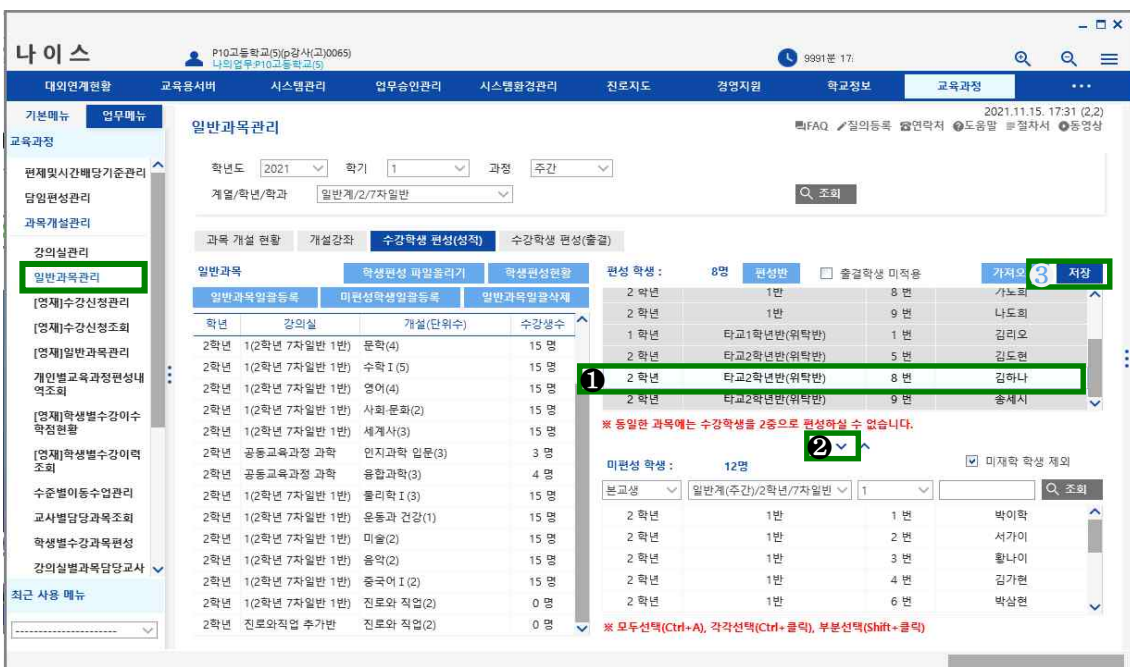 나이스
P10고등학교(5)(p강사(고)0065)
나의업무:P10고등학교(5)
9991분 17:
대외연계현황 교육용서버 시스템관리 업무승인관리 시스템환경관리 진로지도 경영지원 학교정보 교육과정 ...
기본메뉴 업무메뉴
2021.11.15. 17:31 (2,2)
교육과정
일반과목관리
FAQ 질의등록 연락처 도움말 절차서 동영상
편제및시간배당기준관리
담임편성관리
과목개설관리
강의실관리
일반과목관리
[영재]수강신청관리
[영재]수강신청조회
[영재]일반과목관리
개인별교육과정편성내
역조회
[영재]학생별수강이수
학점현황
[영재]학생별수강이력
조회
수준별이동수업관리
교사별담당과목조회
학생별수강과목편성
강의실별과목담당교사
최근 사용 메뉴
----------------------
학년도 2021 학기 1 과정 주간
계열/학년/학과 일반계/2/7차일반 조회
과목 개설 현황 개설강좌 수강학생 편성(성적) 수강학생 편성(출결)
일반과목 학생편성 파일올리기 학생편성현황
일반과목일괄등록 미편성학생일괄등록 일반과목일괄삭제
학년 강의실 개설(단위수) 수강생수
2학년 1(2학년 7차일반 1반) 문학(4) 15 명
2학년 1(2학년 7차일반 1반) 수학 I (5) 15 명
2학년 1(2학년 7차일반 1반) 영어(4) 15 명
2학년 1(2학년 7차일반 1반) 사회·문화(2) 15 명
2학년 1(2학년 7차일반 1반) 세계사(3) 15 명
2학년 공동교육과정 과학 인지과학 입문(3) 3 명
2학년 공동교육과정 과학 융합과학(3) 4 명
2학년 1(2학년 7차일반 1반) 물리학 I (3) 15 명
2학년 1(2학년 7차일반 1반) 운동과 건강(1) 15 명
2학년 1(2학년 7차일반 1반) 미술(2) 15 명
2학년 1(2학년 7차일반 1반) 음악(2) 15 명
2학년 1(2학년 7차일반 1반) 중국어 I (2) 15 명
2학년 1(2학년 7차일반 1반) 진로와 직업(2) 0 명
2학년 진로와직업 추가반 진로와 직업(2) 0 명
편성 학생 : 8명 편성반 출결학생 미적용 가져오 ③ 저장
2 학년 1반 8 번 가노희
2 학년 1반 9 번 나도희
1 학년 타교1학년반(위탁반) 1 번 김리오
2 학년 타교2학년반(위탁반) 5 번 김도현
❶ 2 학년 타교2학년반(위탁반) 8 번 김하나
2 학년 타교2학년반(위탁반) 9 번 송세시
※ 동일한 과목에는 수강학생을 2중으로 편성하실 수 없습니다.
❷
미편성 학생 : 12명 미재학 학생 제외
본교생 일반계(주간)/2학년/7차일반 1 조회
2 학년 1반 1 번 박이학
2 학년 1반 2 번 서가이
2 학년 1반 3 번 황나이
2 학년 1반 4 번 김가현
2 학년 1반 6 번 박삼현
※ 모두선택(Ctrl+A), 각각선택(Ctrl+클릭), 부분선택(Shift+클릭)